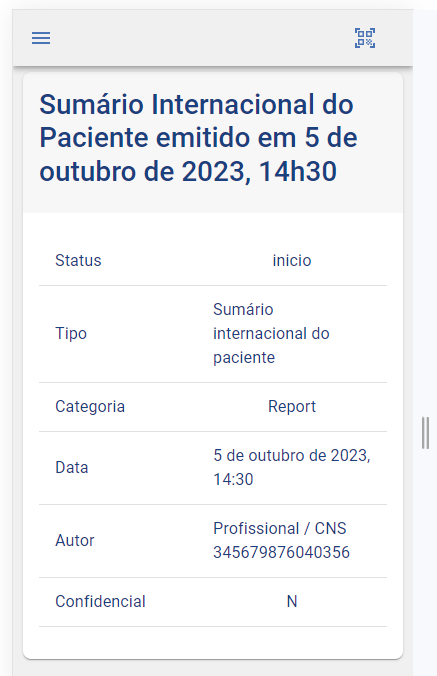 Sumário Internacional do
Paciente emitido em 5 de
outubro de 2023, 14h30
Status inicio
Tipo Sumário
internacional do
paciente
Categoria Report
Data 5 de outubro de 2023,
14:30
Autor Profissional / CNS
345679876040356
Confidencial N